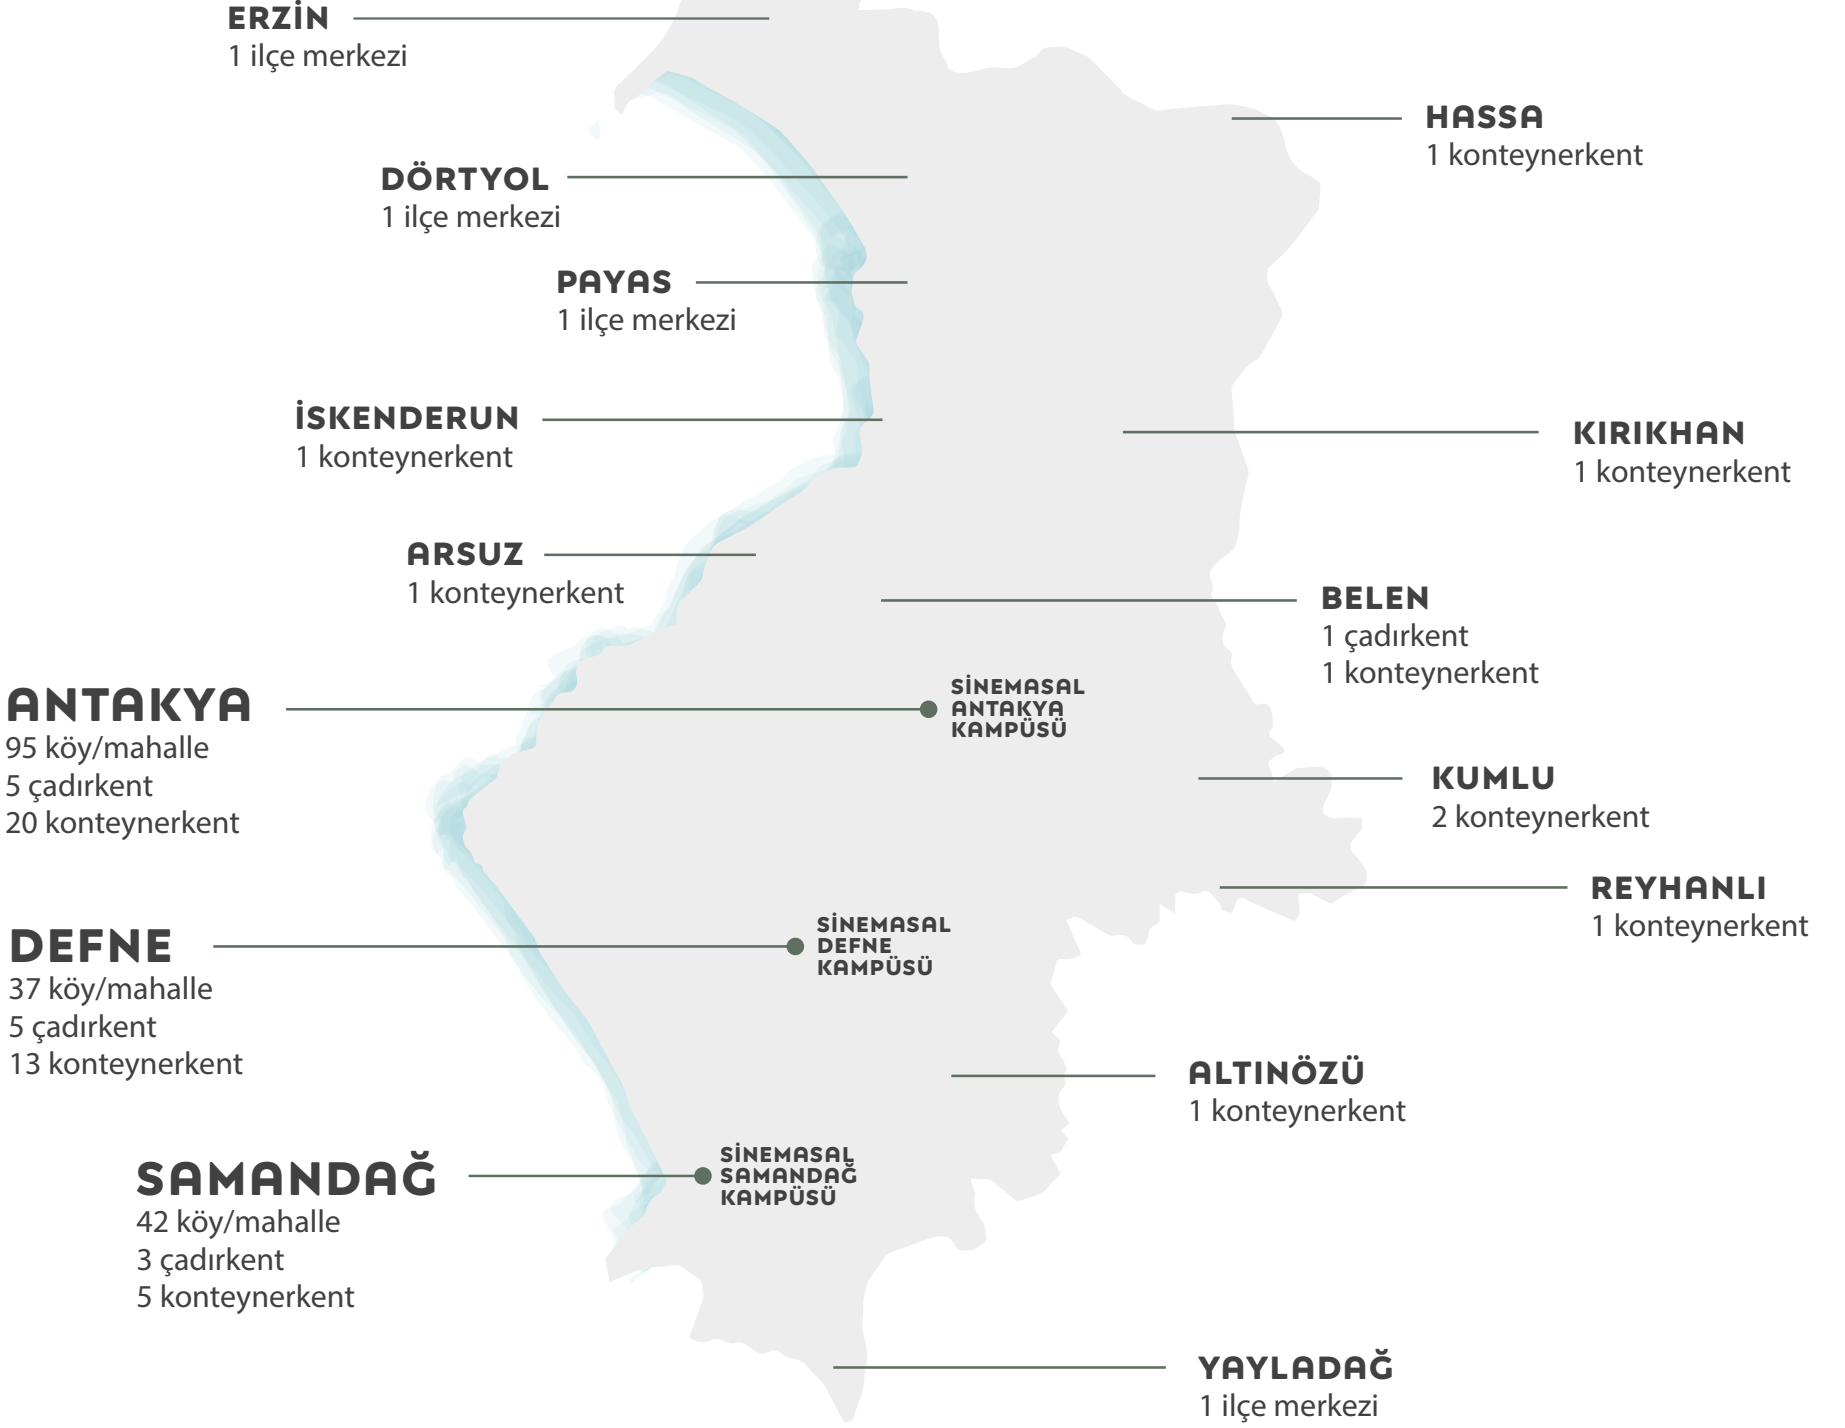 ERZİN
1 ilçe merkezi
HASSA
1 konteynerkent
DÖRTYOL
1 ilçe merkezi
PAYAS
1 ilçe merkezi
İSKENDERUN
1 konteynerkent
KIRIKHAN
1 konteynerkent
ARSUZ
1 konteynerkent
BELEN
1 çadırkent
1 konteynerkent
ANTAKYA
95 köy/mahalle
5 çadırkent
20 konteynerkent
SİNEMASAL
ANTAKYA
KAMPÜSÜ
KUMLU
2 konteynerkent
REYHANLI
1 konteynerkent
DEFNE
37 köy/mahalle
5 çadırkent
13 konteynerkent
SİNEMASAL
DEFNE
KAMPÜSÜ
ALTINÖZÜ
1 konteynerkent
SAMANDAĞ
42 köy/mahalle
3 çadırkent
5 konteynerkent
SİNEMASAL
SAMANDAĞ
KAMPÜSÜ
YAYLADAĞ
1 ilçe merkezi